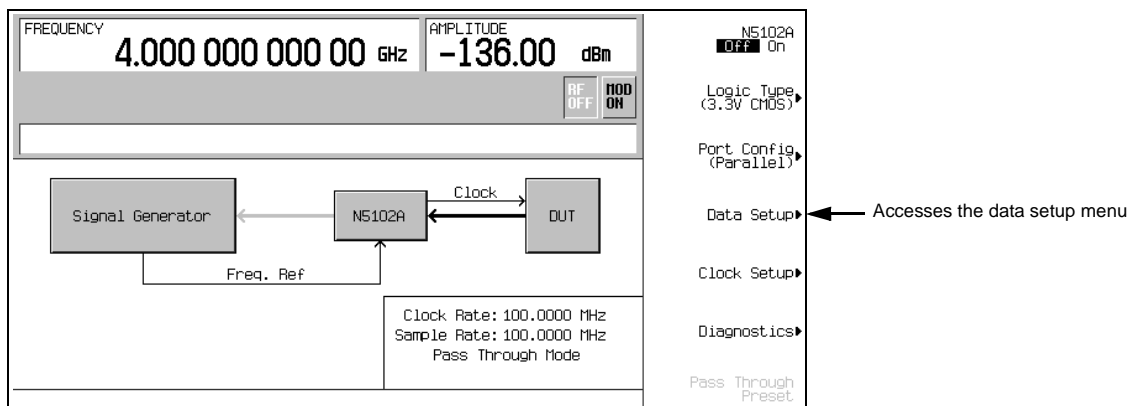 FREQUENCY
4.000 000 000 00 GHz
AMPLITUDE
-136.00 dBm
RF
OFF
MOD
ON
N5102A
Off On
Logic Type
(3.3V CMOS)
Port Config
(Parallel)
Data Setup
Accesses the data setup menu
Clock Setup
Diagnostics
Pass Through
Preset
Signal Generator
N5102A
Clock
DUT
Freq. Ref
Clock Rate: 100.0000 MHz
Sample Rate: 100.0000 MHz
Pass Through Mode